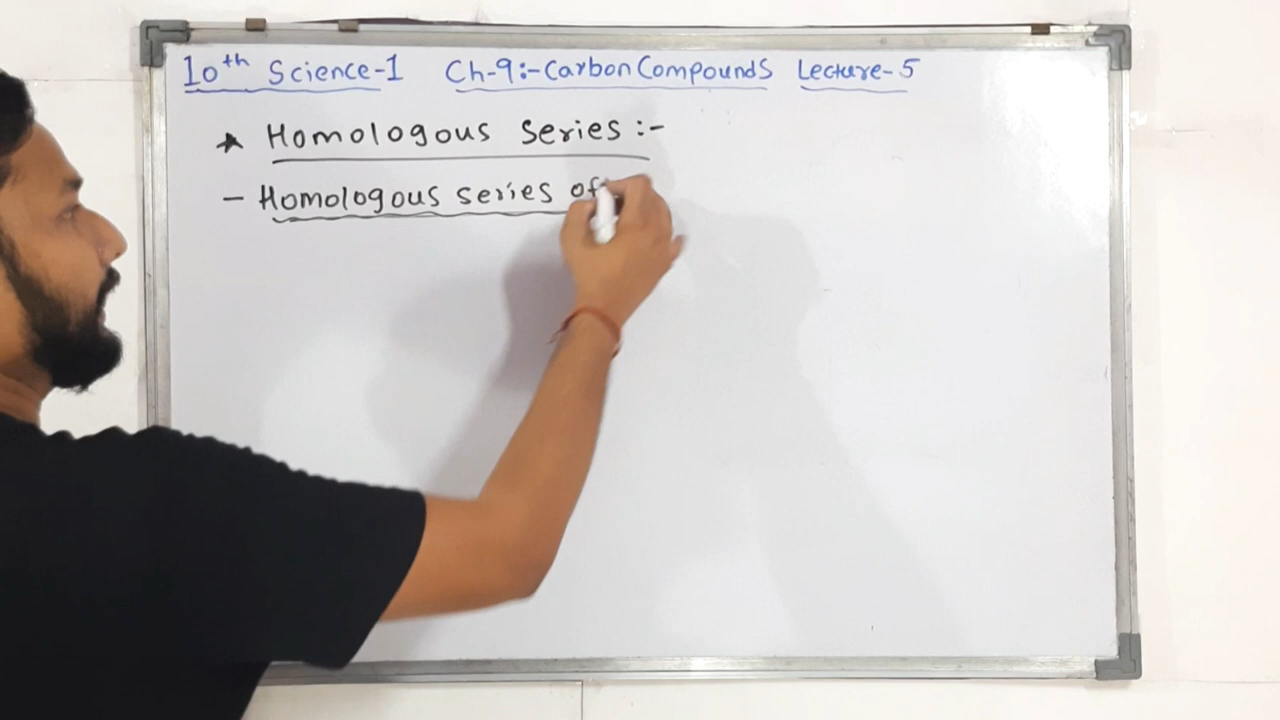 10th Science-1 Ch-9:-Carbon Compounds Lecture-5
★ Homologous Series:-
- Homologous series of